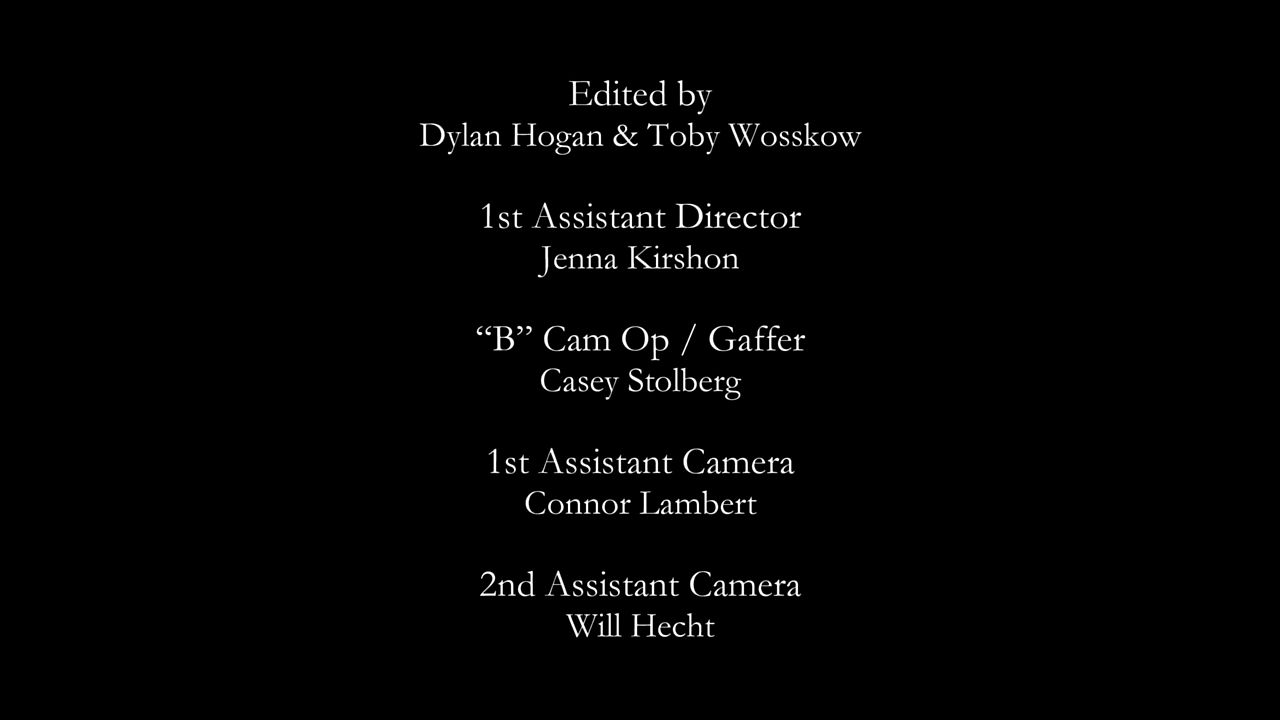 Edited by
Dylan Hogan & Toby Wosskow
1st Assistant Director
Jenna Kirshon
“B” Cam Op / Gaffer
Casey Stolberg
1st Assistant Camera
Connor Lambert
2nd Assistant Camera
Will Hecht